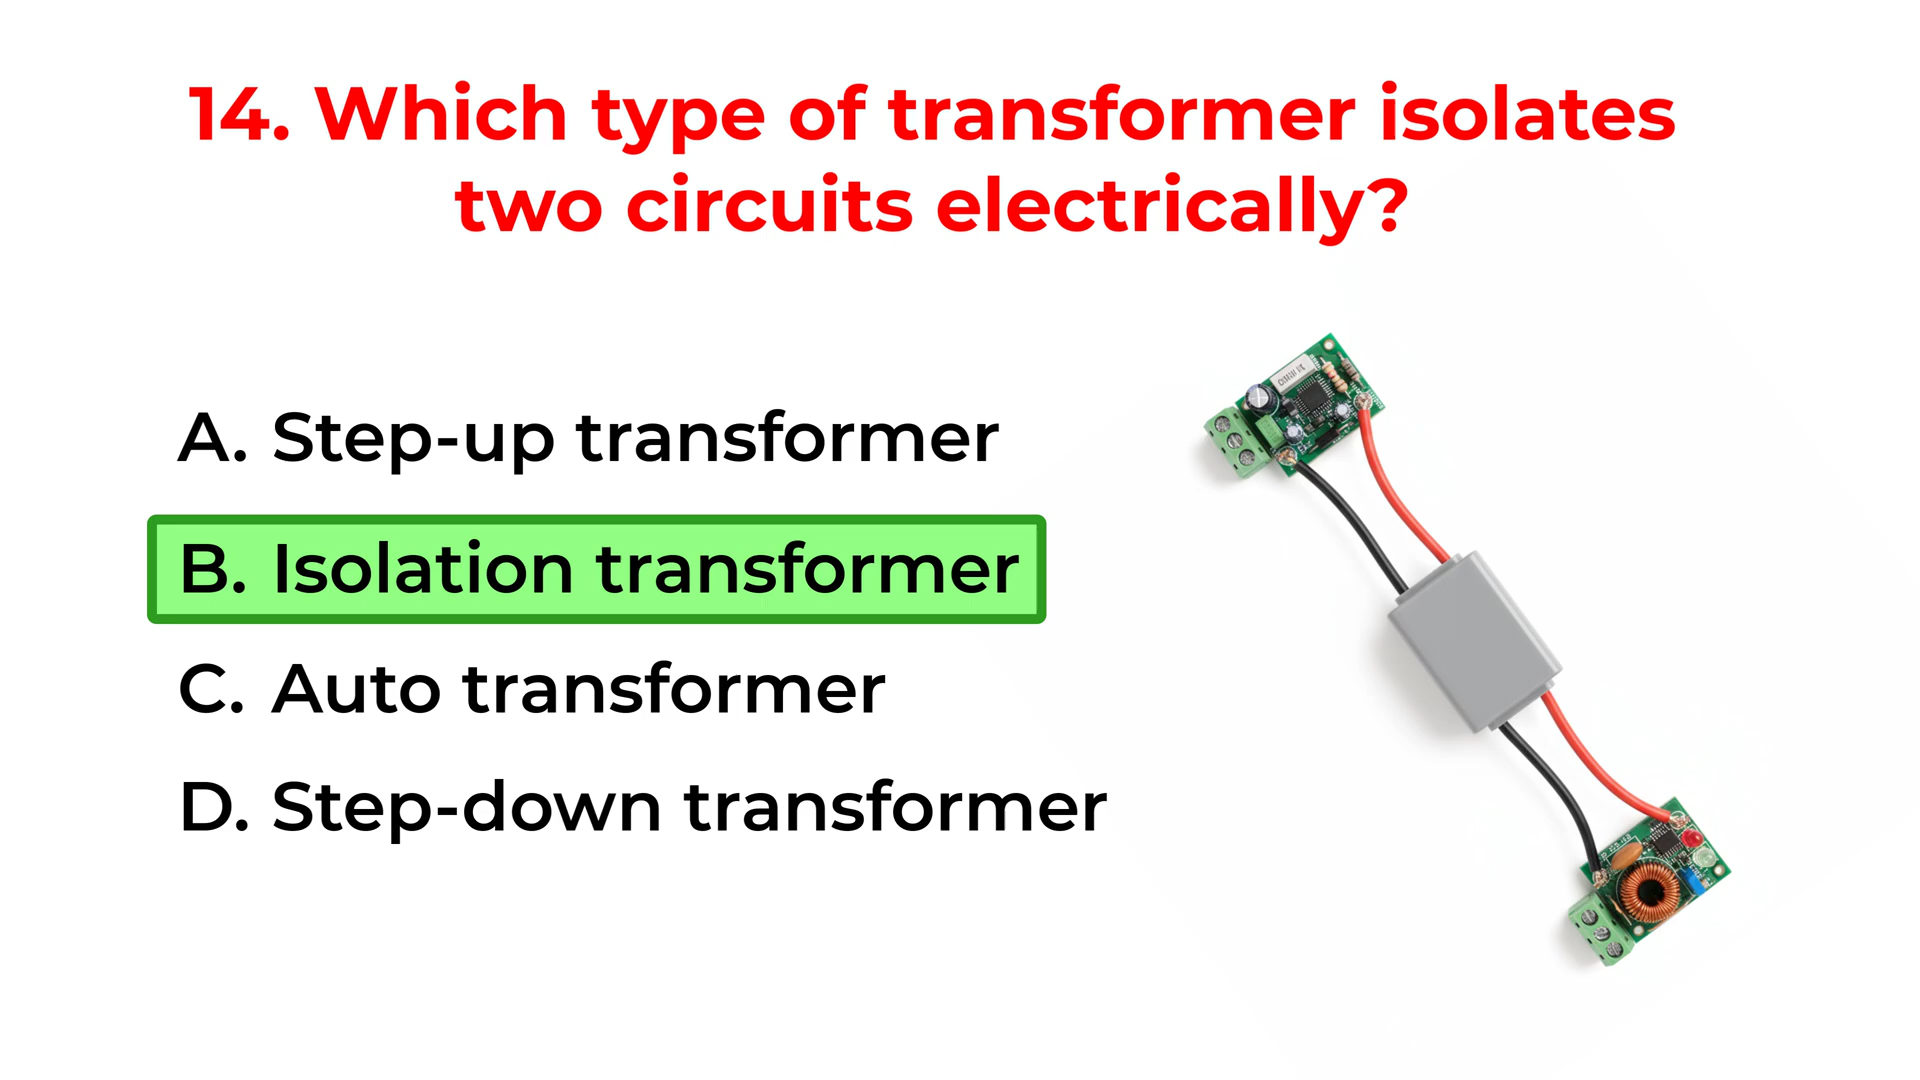 14. Which type of transformer isolates
two circuits electrically?
A. Step-up transformer
B. Isolation transformer
C. Auto transformer
D. Step-down transformer